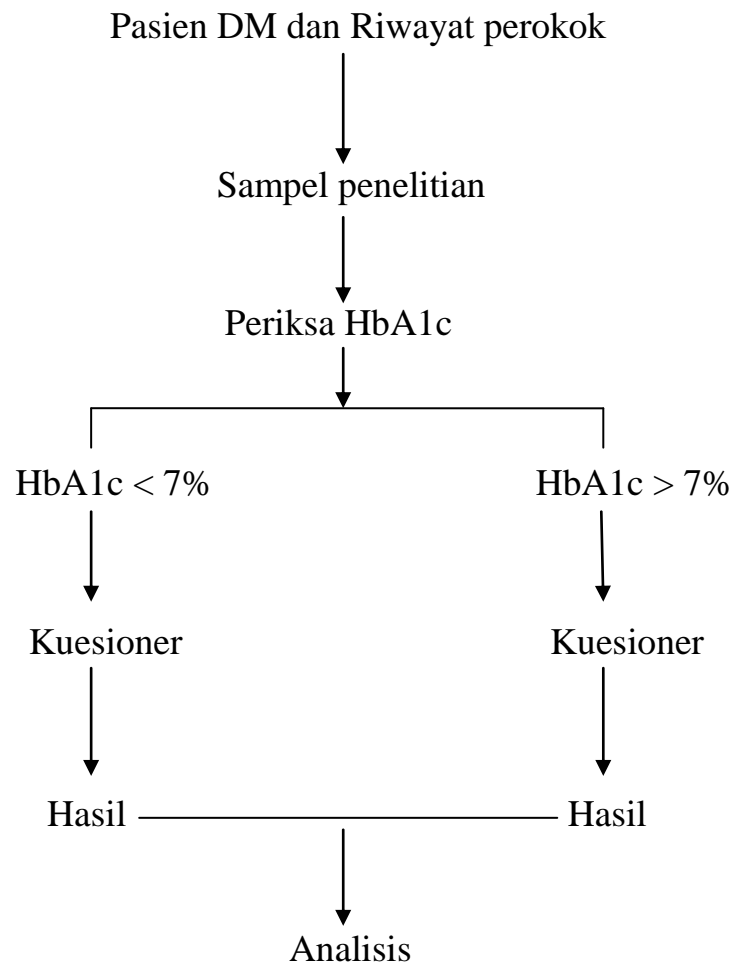 Pasien DM dan Riwayat perokok
Sampel penelitian
Periksa HbA1c
HbA1c < 7%
HbA1c > 7%
Kuesioner
Kuesioner
Hasil
Hasil
Analisis